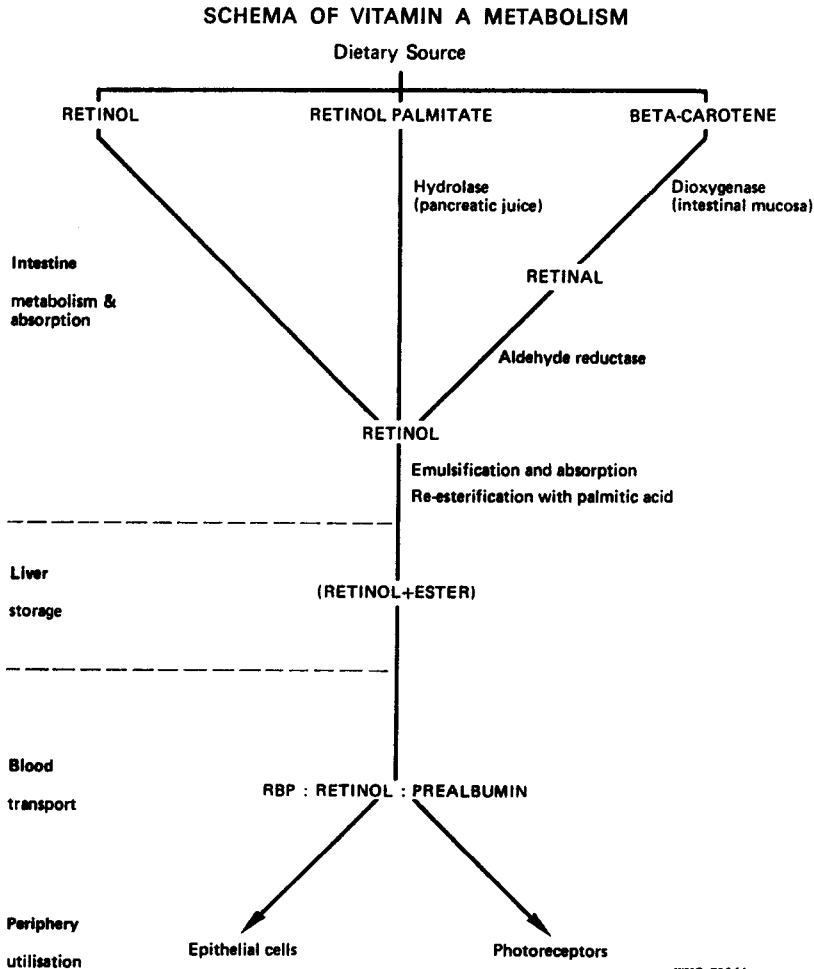 SCHEMA OF VITAMIN A METABOLISM
Dietary Source
RETINOL
RETINOL PALMITATE
BETA-CAROTENE
Hydrolase
(pancreatic juice)
Dioxygenase
(intestinal mucosa)
Intestine
metabolism &
absorption
RETINAL
Aldehyde reductase
RETINOL
Emulsification and absorption
Re-esterification with palmitic acid
Liver
storage
(RETINOL+ESTER)
Blood
transport
RBP : RETINOL : PREALBUMIN
Periphery
utilisation
Epithelial cells
Photoreceptors